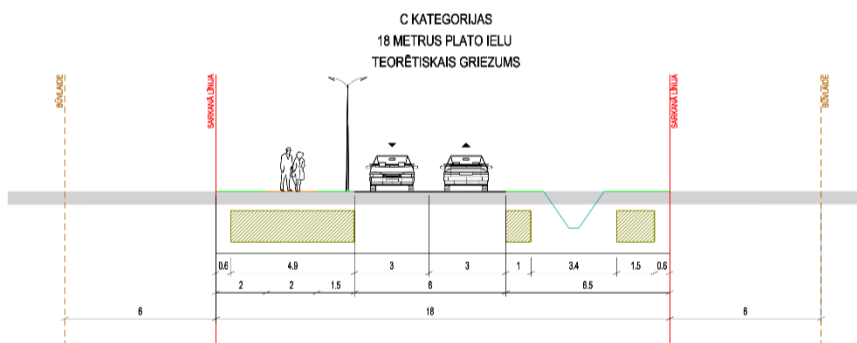 C KATEGORIJAS
18 METRUS PLATO IELU
TEORĒTISKAIS GRIEZUMS
BŪVLAIDE
SARKANĀ LĪNIJA
SARKANĀ LĪNIJA
BŪVLAIDE
0.6 4.9 3 3 1 3.4 1.5 0.6
2 2 1.5 6 6.5
6 18 6